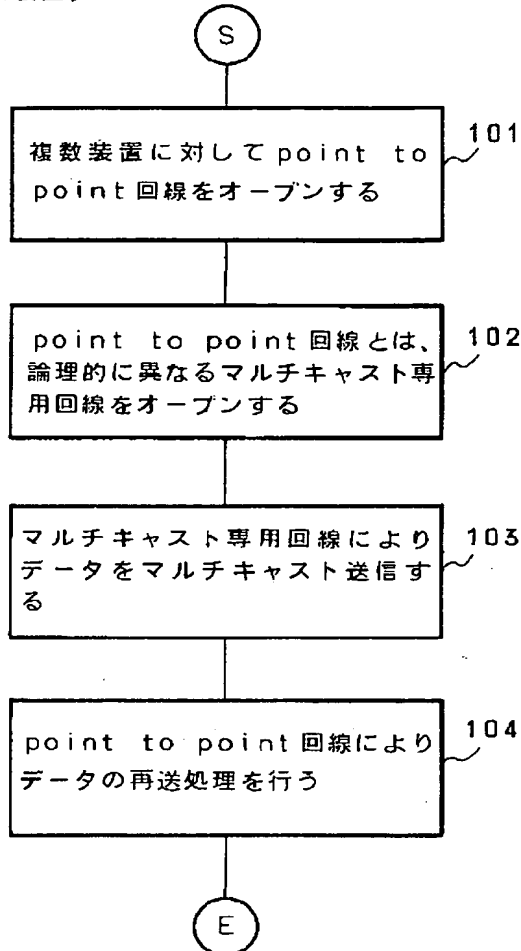 S
複数装置に対してpoint to
point回線をオープンする
101
point to point回線とは、
論理的に異なるマルチキャスト専
用回線をオープンする
102
マルチキャスト専用回線により
データをマルチキャスト送信す
る
103
point to point回線により
データの再送処理を行う
104
E